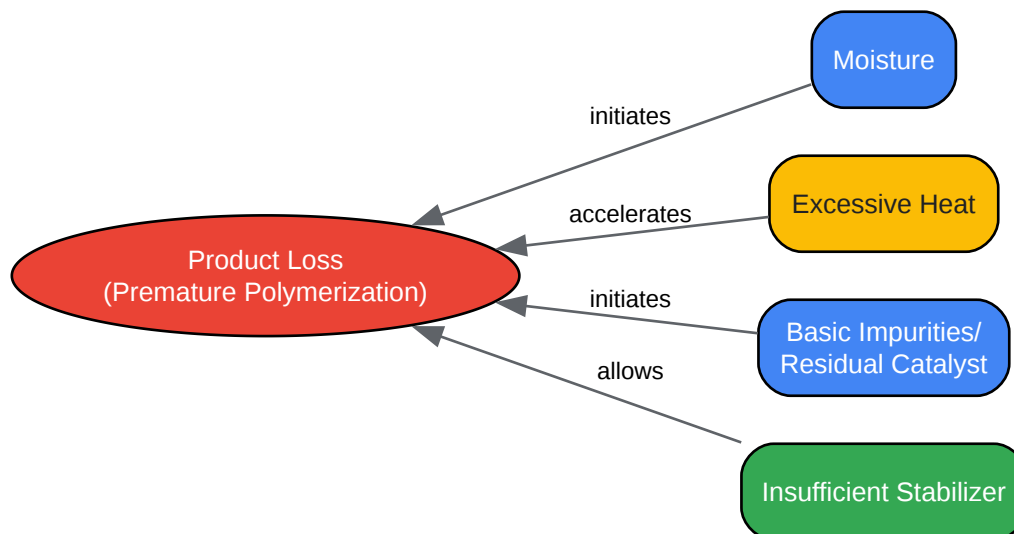 Moisture
initiates
Excessive Heat
accelerates
Product Loss
(Premature Polymerization)
initiates
Basic Impurities/
Residual Catalyst
allows
Insufficient Stabilizer